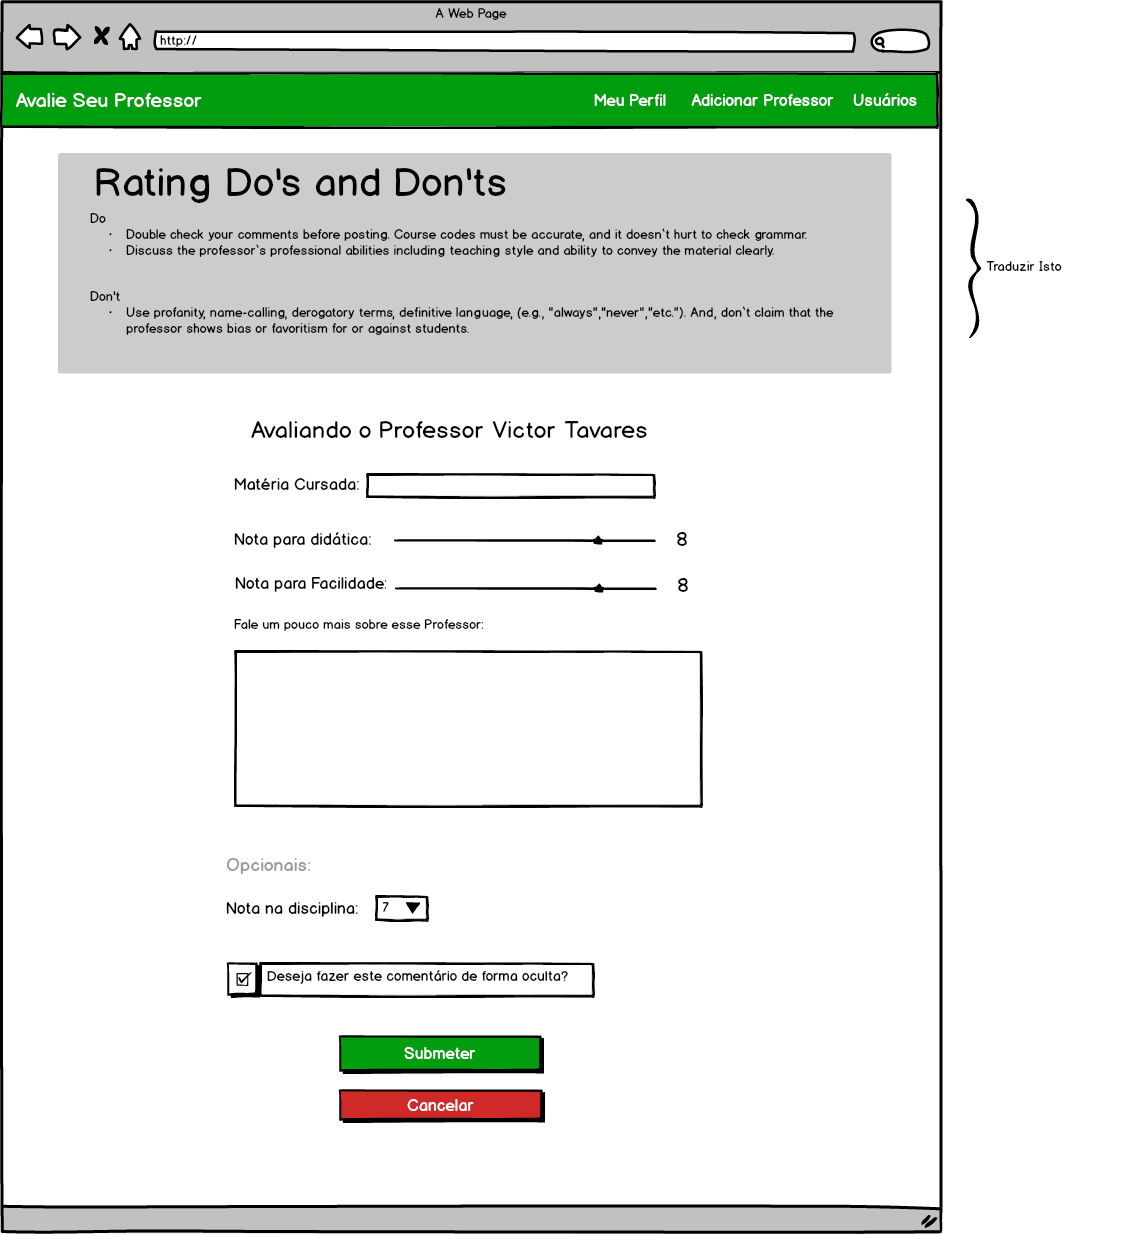 A Web Page
http://
Avalie Seu Professor
Meu Perfil
Adicionar Professor
Usuários
Rating Do's and Don'ts
Do
· Double check your comments before posting. Course codes must be accurate, and it doesn`t hurt to check grammar.
· Discuss the professor`s professional abilities including teaching style and ability to convey the material clearly.
Don't
· Use profanity, name-calling, derogatory terms, definitive language, (e.g., "always","never","etc."). And, don`t claim that the
professor shows bias or favoritism for or against students.
Traduzir Isto
Avaliando o Professor Victor Tavares
Matéria Cursada:
Nota para didática:
8
Nota para Facilidade:
8
Fale um pouco mais sobre esse Professor:
Opcionais:
Nota na disciplina:
7
Deseja fazer este comentário de forma oculta?
Submeter
Cancelar